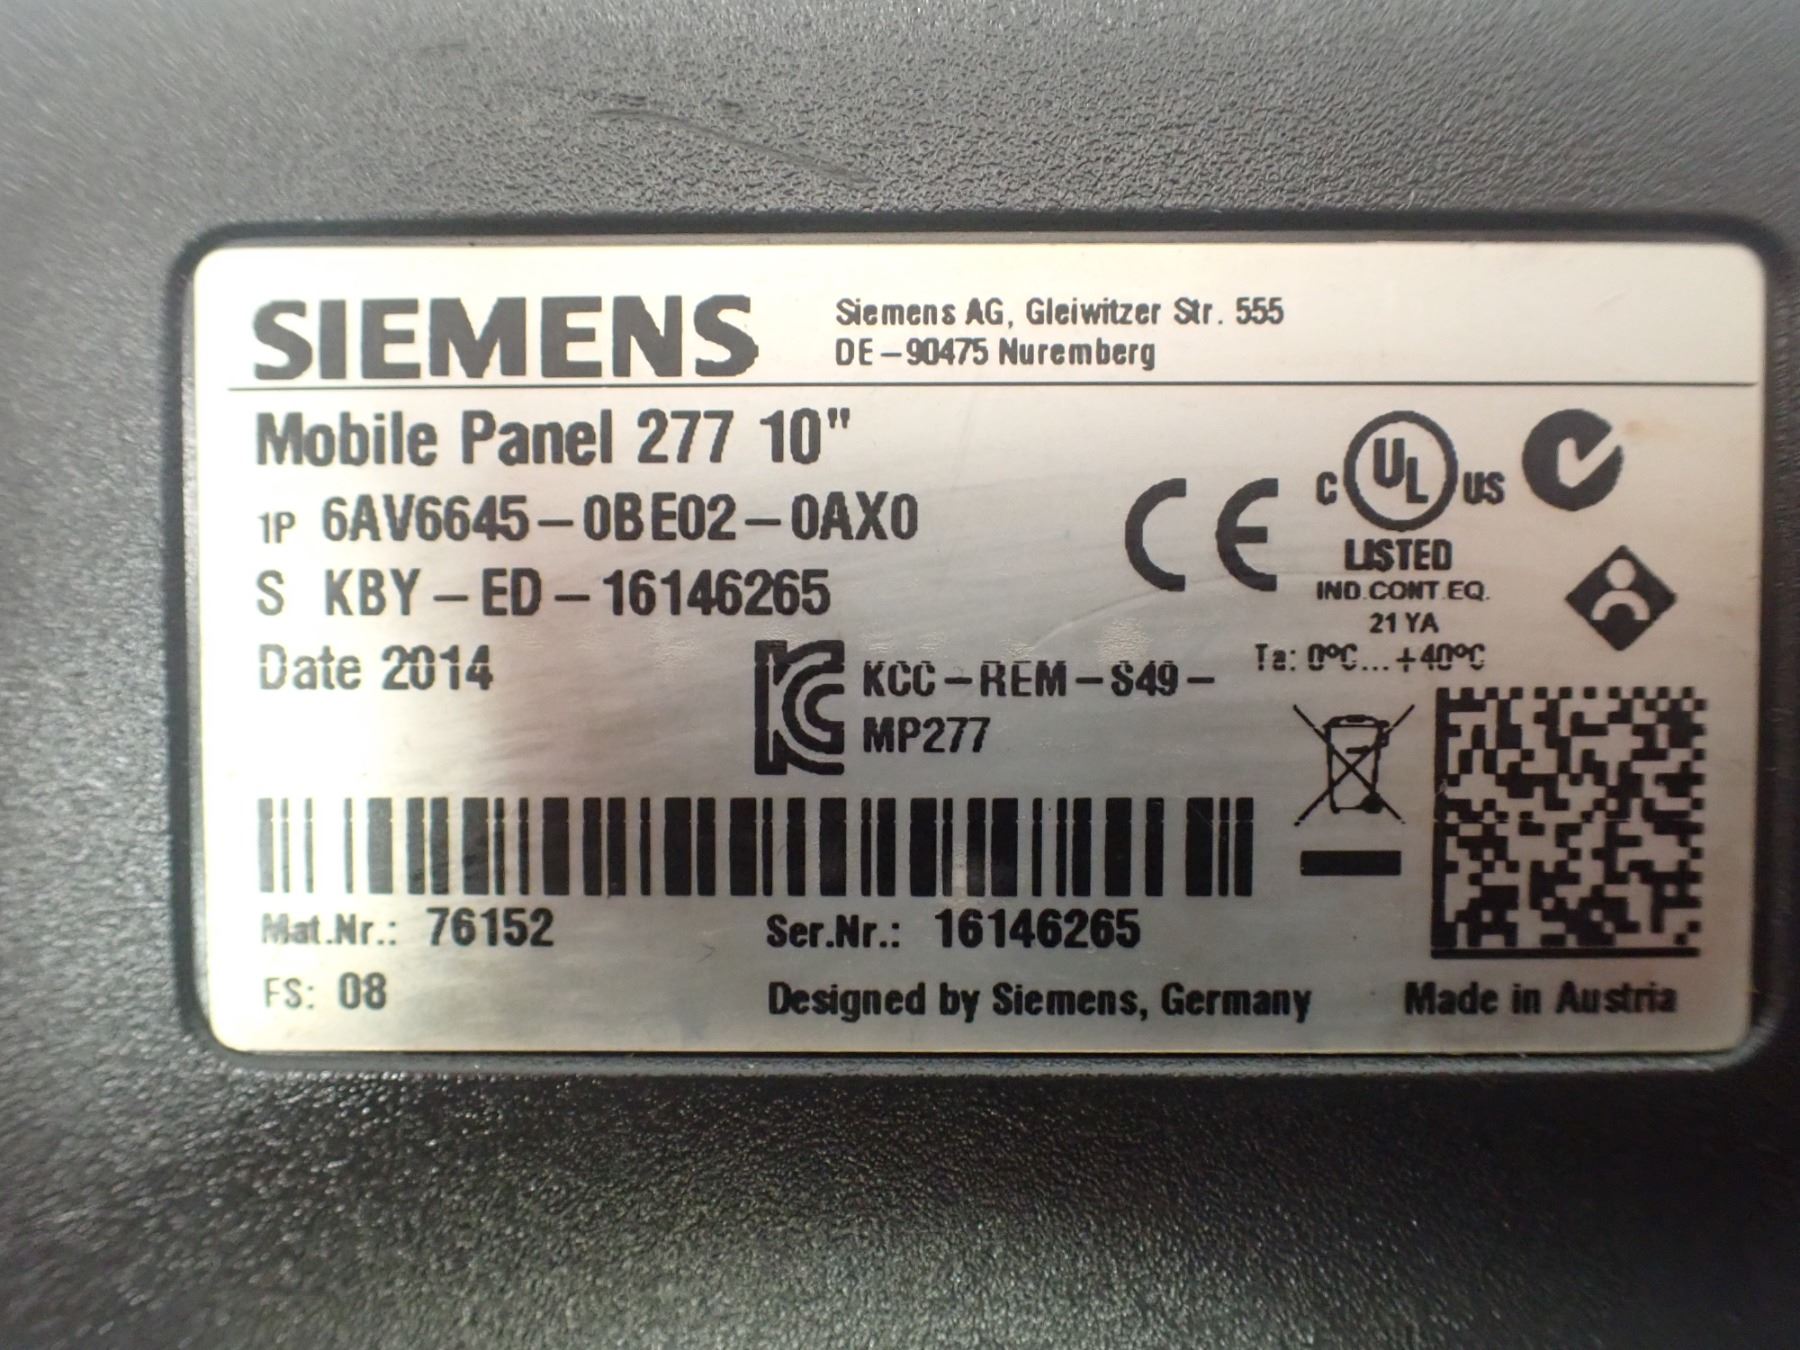 SIEMENS
Siemens AG, Gleiwitzer Str. 555
DE-90475 Nuremberg
Mobile Panel 277 10"
1P 6AV6645-0BE02-0AX0
S KBY-ED-16146265
Date 2014
KCC-REM-S49-
MP277
CE
C UL US
LISTED
IND.CONT.EQ.
21 YA
Ta: 0°C...+40°C
Mat.Nr.: 76152
Ser.Nr.: 16146265
FS: 08
Designed by Siemens, Germany
Made in Austria